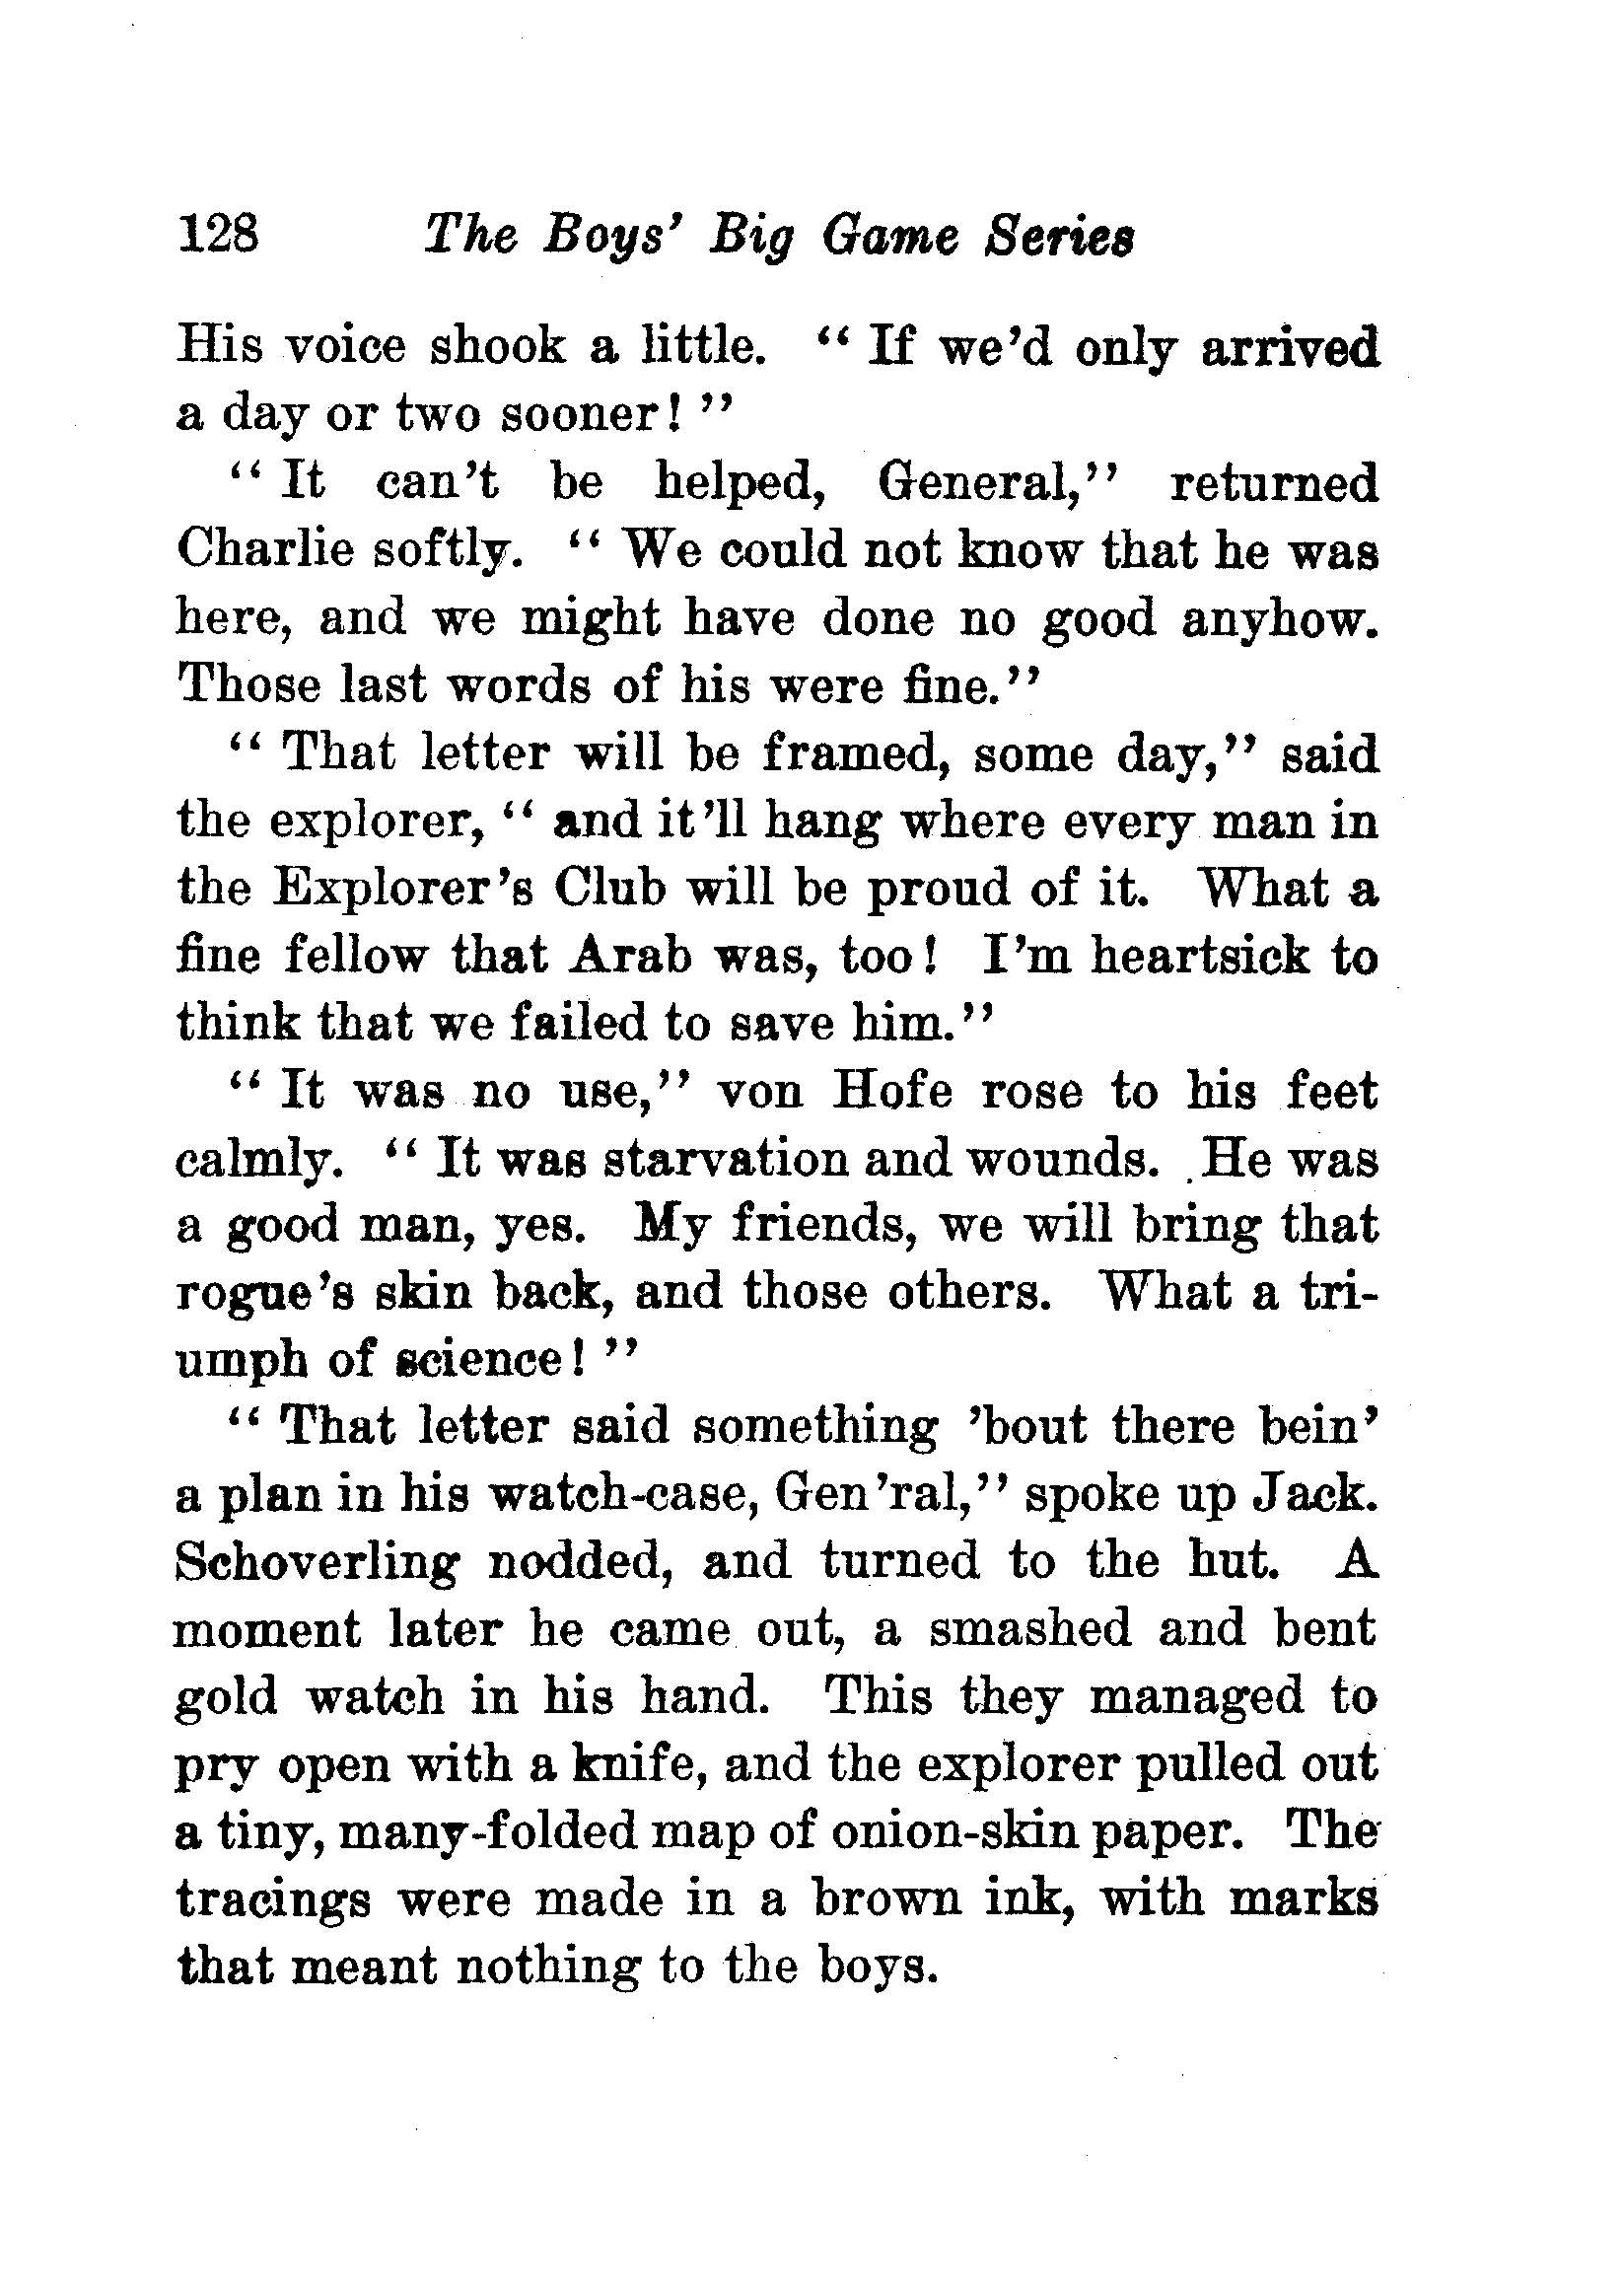 128 The Boys' Big Game Series
His voice shook a little. "If we'd only arrived
a day or two sooner!"
"It can't be helped, General," returned
Charlie softly. "We could not know that he was
here, and we might have done no good anyhow.
Those last words of his were fine."
"That letter will be framed, some day," said
the explorer, "and it'll hang where every man in
the Explorer's Club will be proud of it. What a
fine fellow that Arab was, too! I'm heartsick to
think that we failed to save him."
"It was no use," von Hofe rose to his feet
calmly. "It was starvation and wounds. He was
a good man, yes. My friends, we will bring that
rogue's skin back, and those others. What a tri-
umph of science!"
"That letter said something 'bout there bein'
a plan in his watch-case, Gen'ral," spoke up Jack.
Schoverling nodded, and turned to the hut. A
moment later he came out, a smashed and bent
gold watch in his hand. This they managed to
pry open with a knife, and the explorer pulled out
a tiny, many-folded map of onion-skin paper. The
tracings were made in a brown ink, with marks
that meant nothing to the boys.